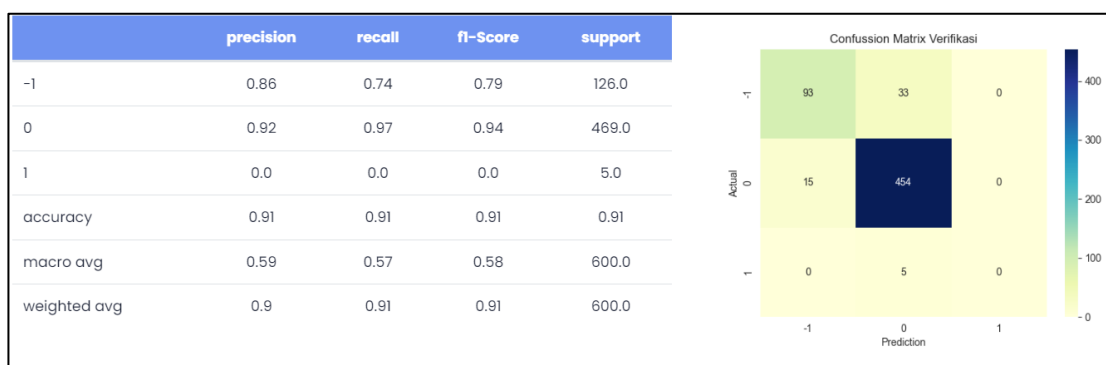 precision recall f1-Score support
-1 0.86 0.74 0.79 126.0
0 0.92 0.97 0.94 469.0
1 0.0 0.0 0.0 5.0
accuracy 0.91 0.91 0.91 0.91
macro avg 0.59 0.57 0.58 600.0
weighted avg 0.9 0.91 0.91 600.0
Confussion Matrix Verifikasi
-1 93 33 0
0 15 454 0
1 0 5 0
Actual
-1 0 1
Prediction
400
300
200
100
0